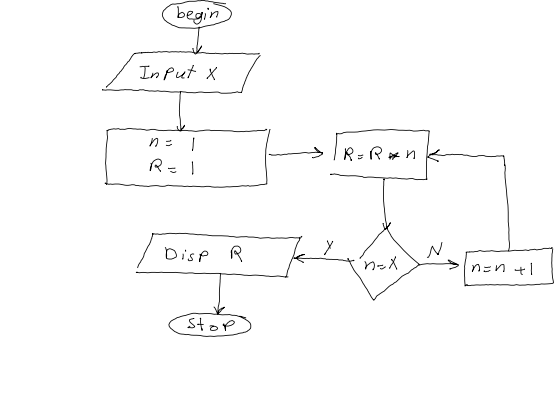 begin
Input X
n = 1
R = 1
R = R * n
n = X
Y
N
n = n + 1
Disp R
Stop